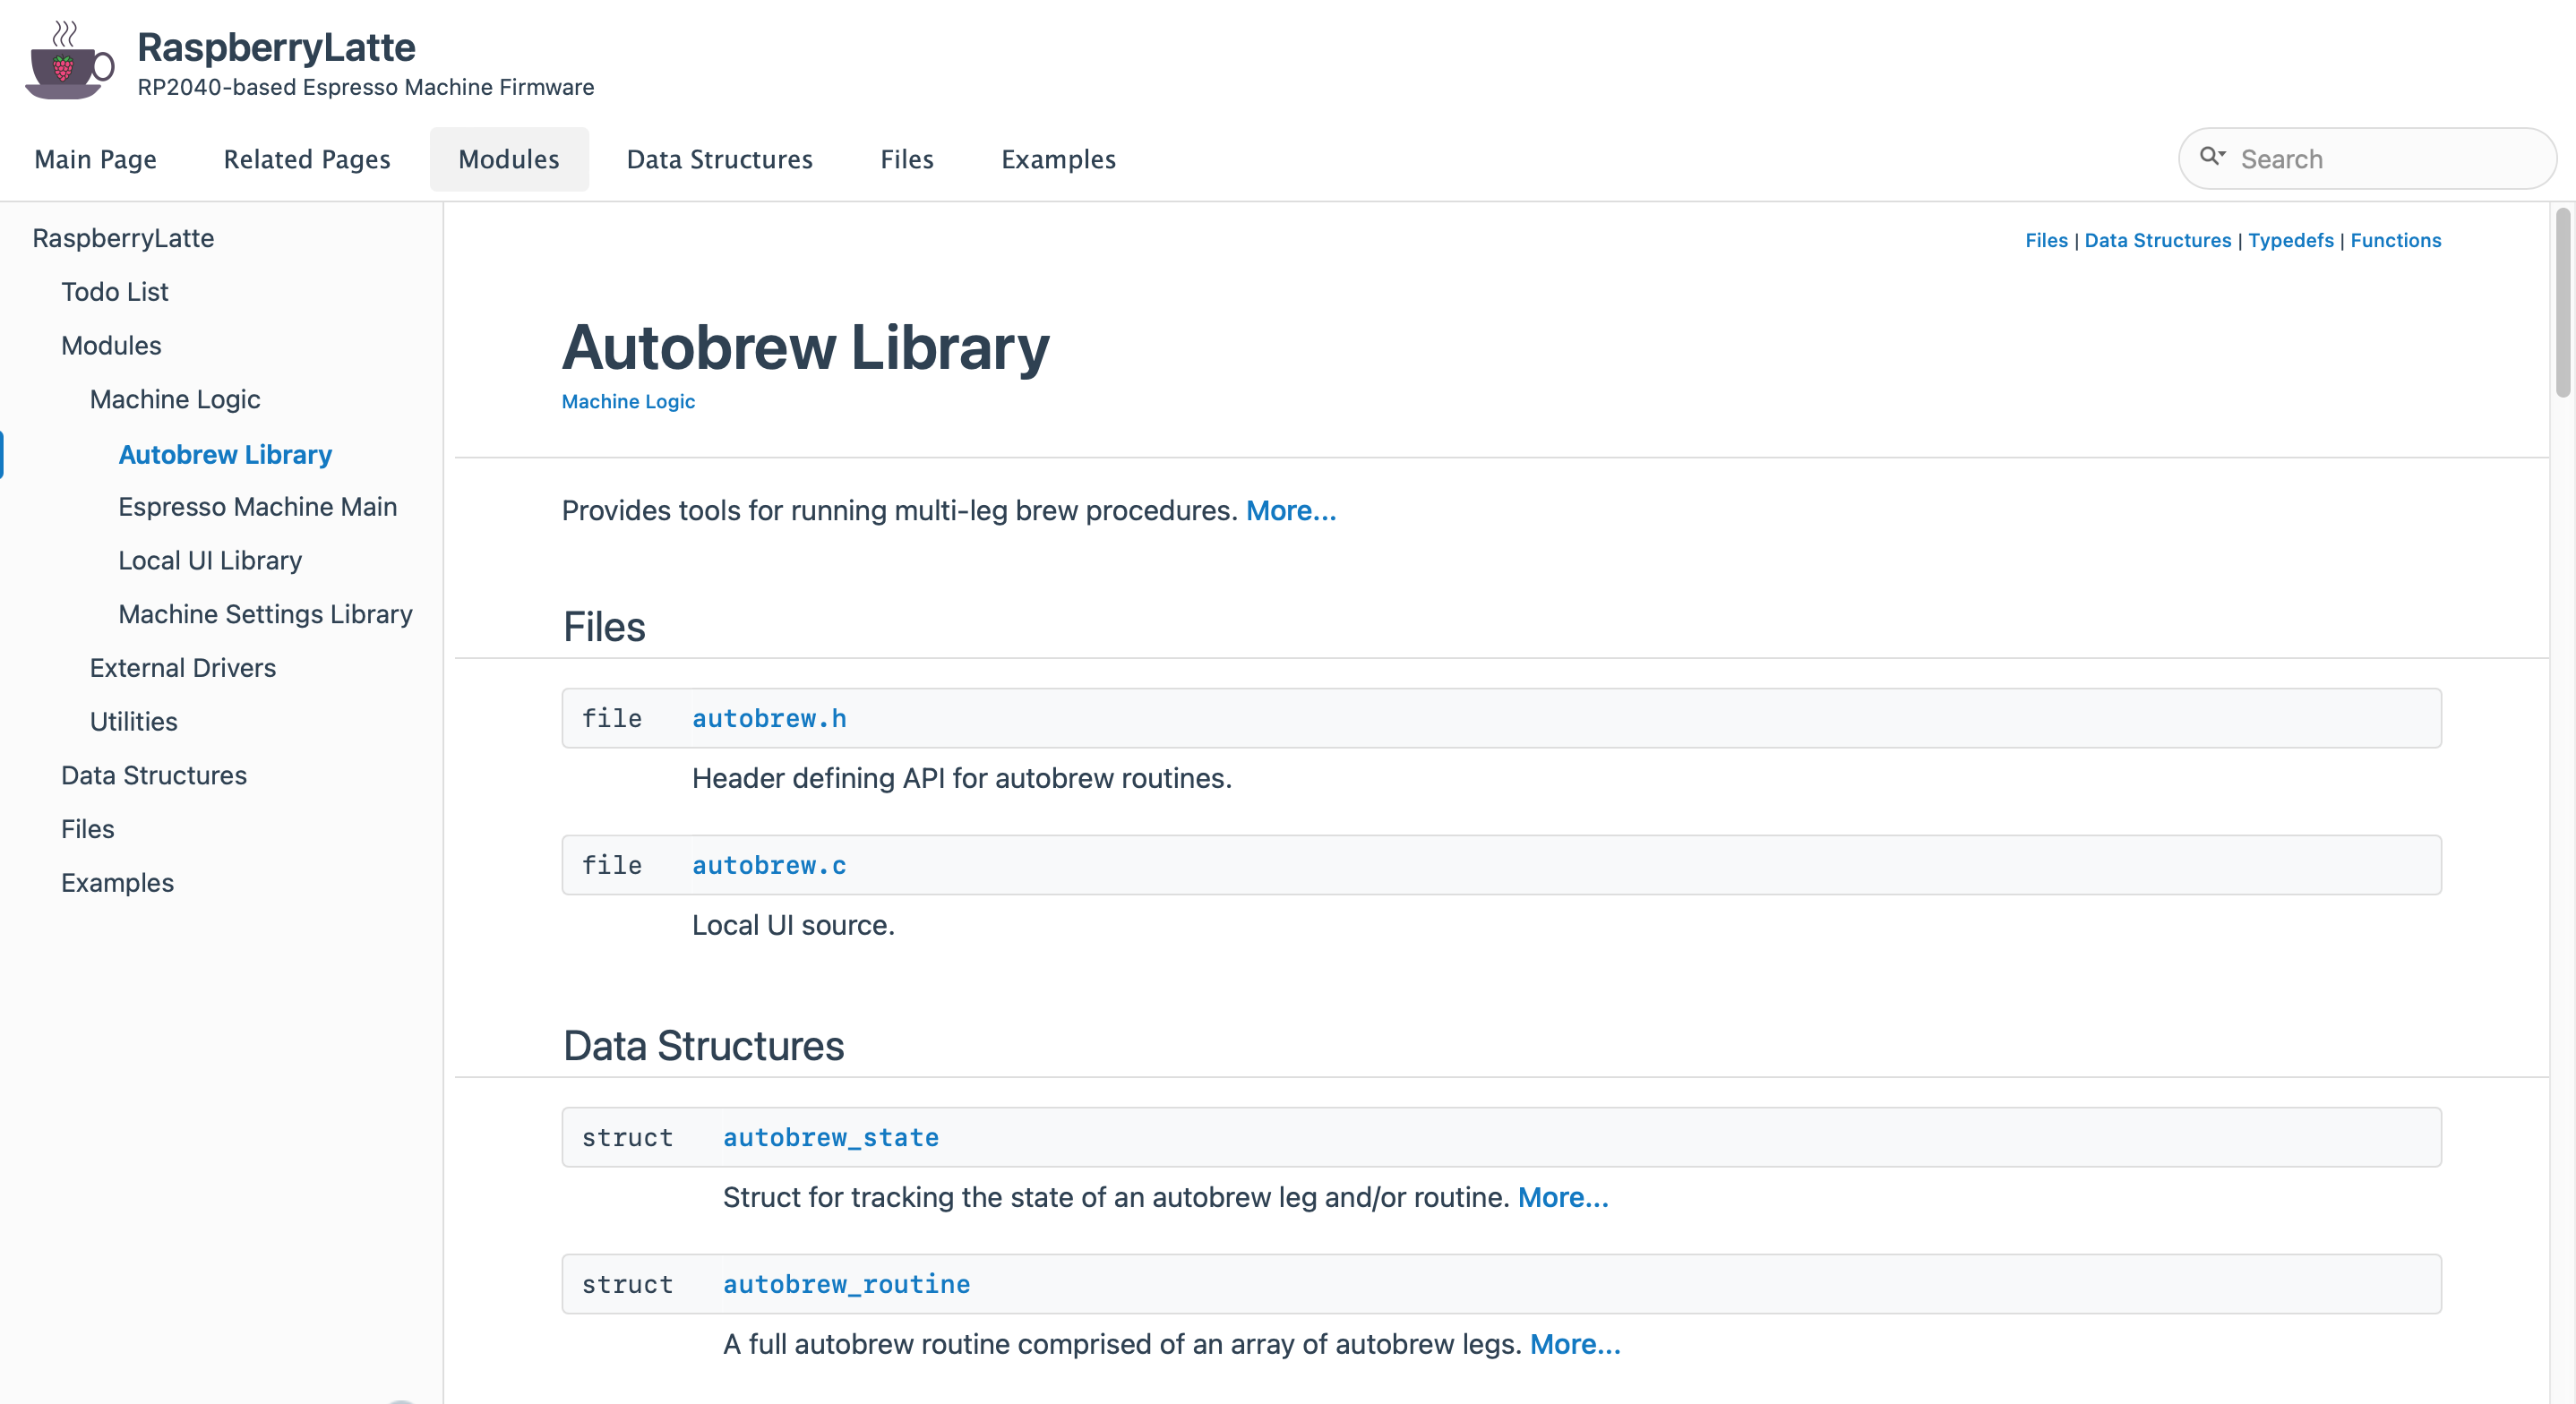 RaspberryLatte
RP2040-based Espresso Machine Firmware
Main Page Related Pages Modules Data Structures Files Examples Search
RaspberryLatte
Todo List
Modules
Machine Logic
Autobrew Library
Espresso Machine Main
Local UI Library
Machine Settings Library
External Drivers
Utilities
Data Structures
Files
Examples
Files | Data Structures | Typedefs | Functions
Autobrew Library
Machine Logic
Provides tools for running multi-leg brew procedures. More...
Files
file autobrew.h
Header defining API for autobrew routines.
file autobrew.c
Local UI source.
Data Structures
struct autobrew_state
Struct for tracking the state of an autobrew leg and/or routine. More...
struct autobrew_routine
A full autobrew routine comprised of an array of autobrew legs. More...